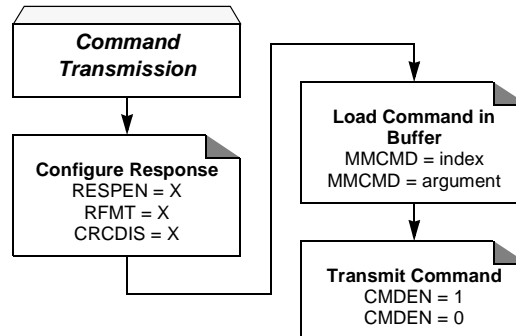 Command
Transmission
Configure Response
RESPEN = X
RFMT = X
CRCDIS = X
Load Command in
Buffer
MMCMD = index
MMCMD = argument
Transmit Command
CMDEN = 1
CMDEN = 0